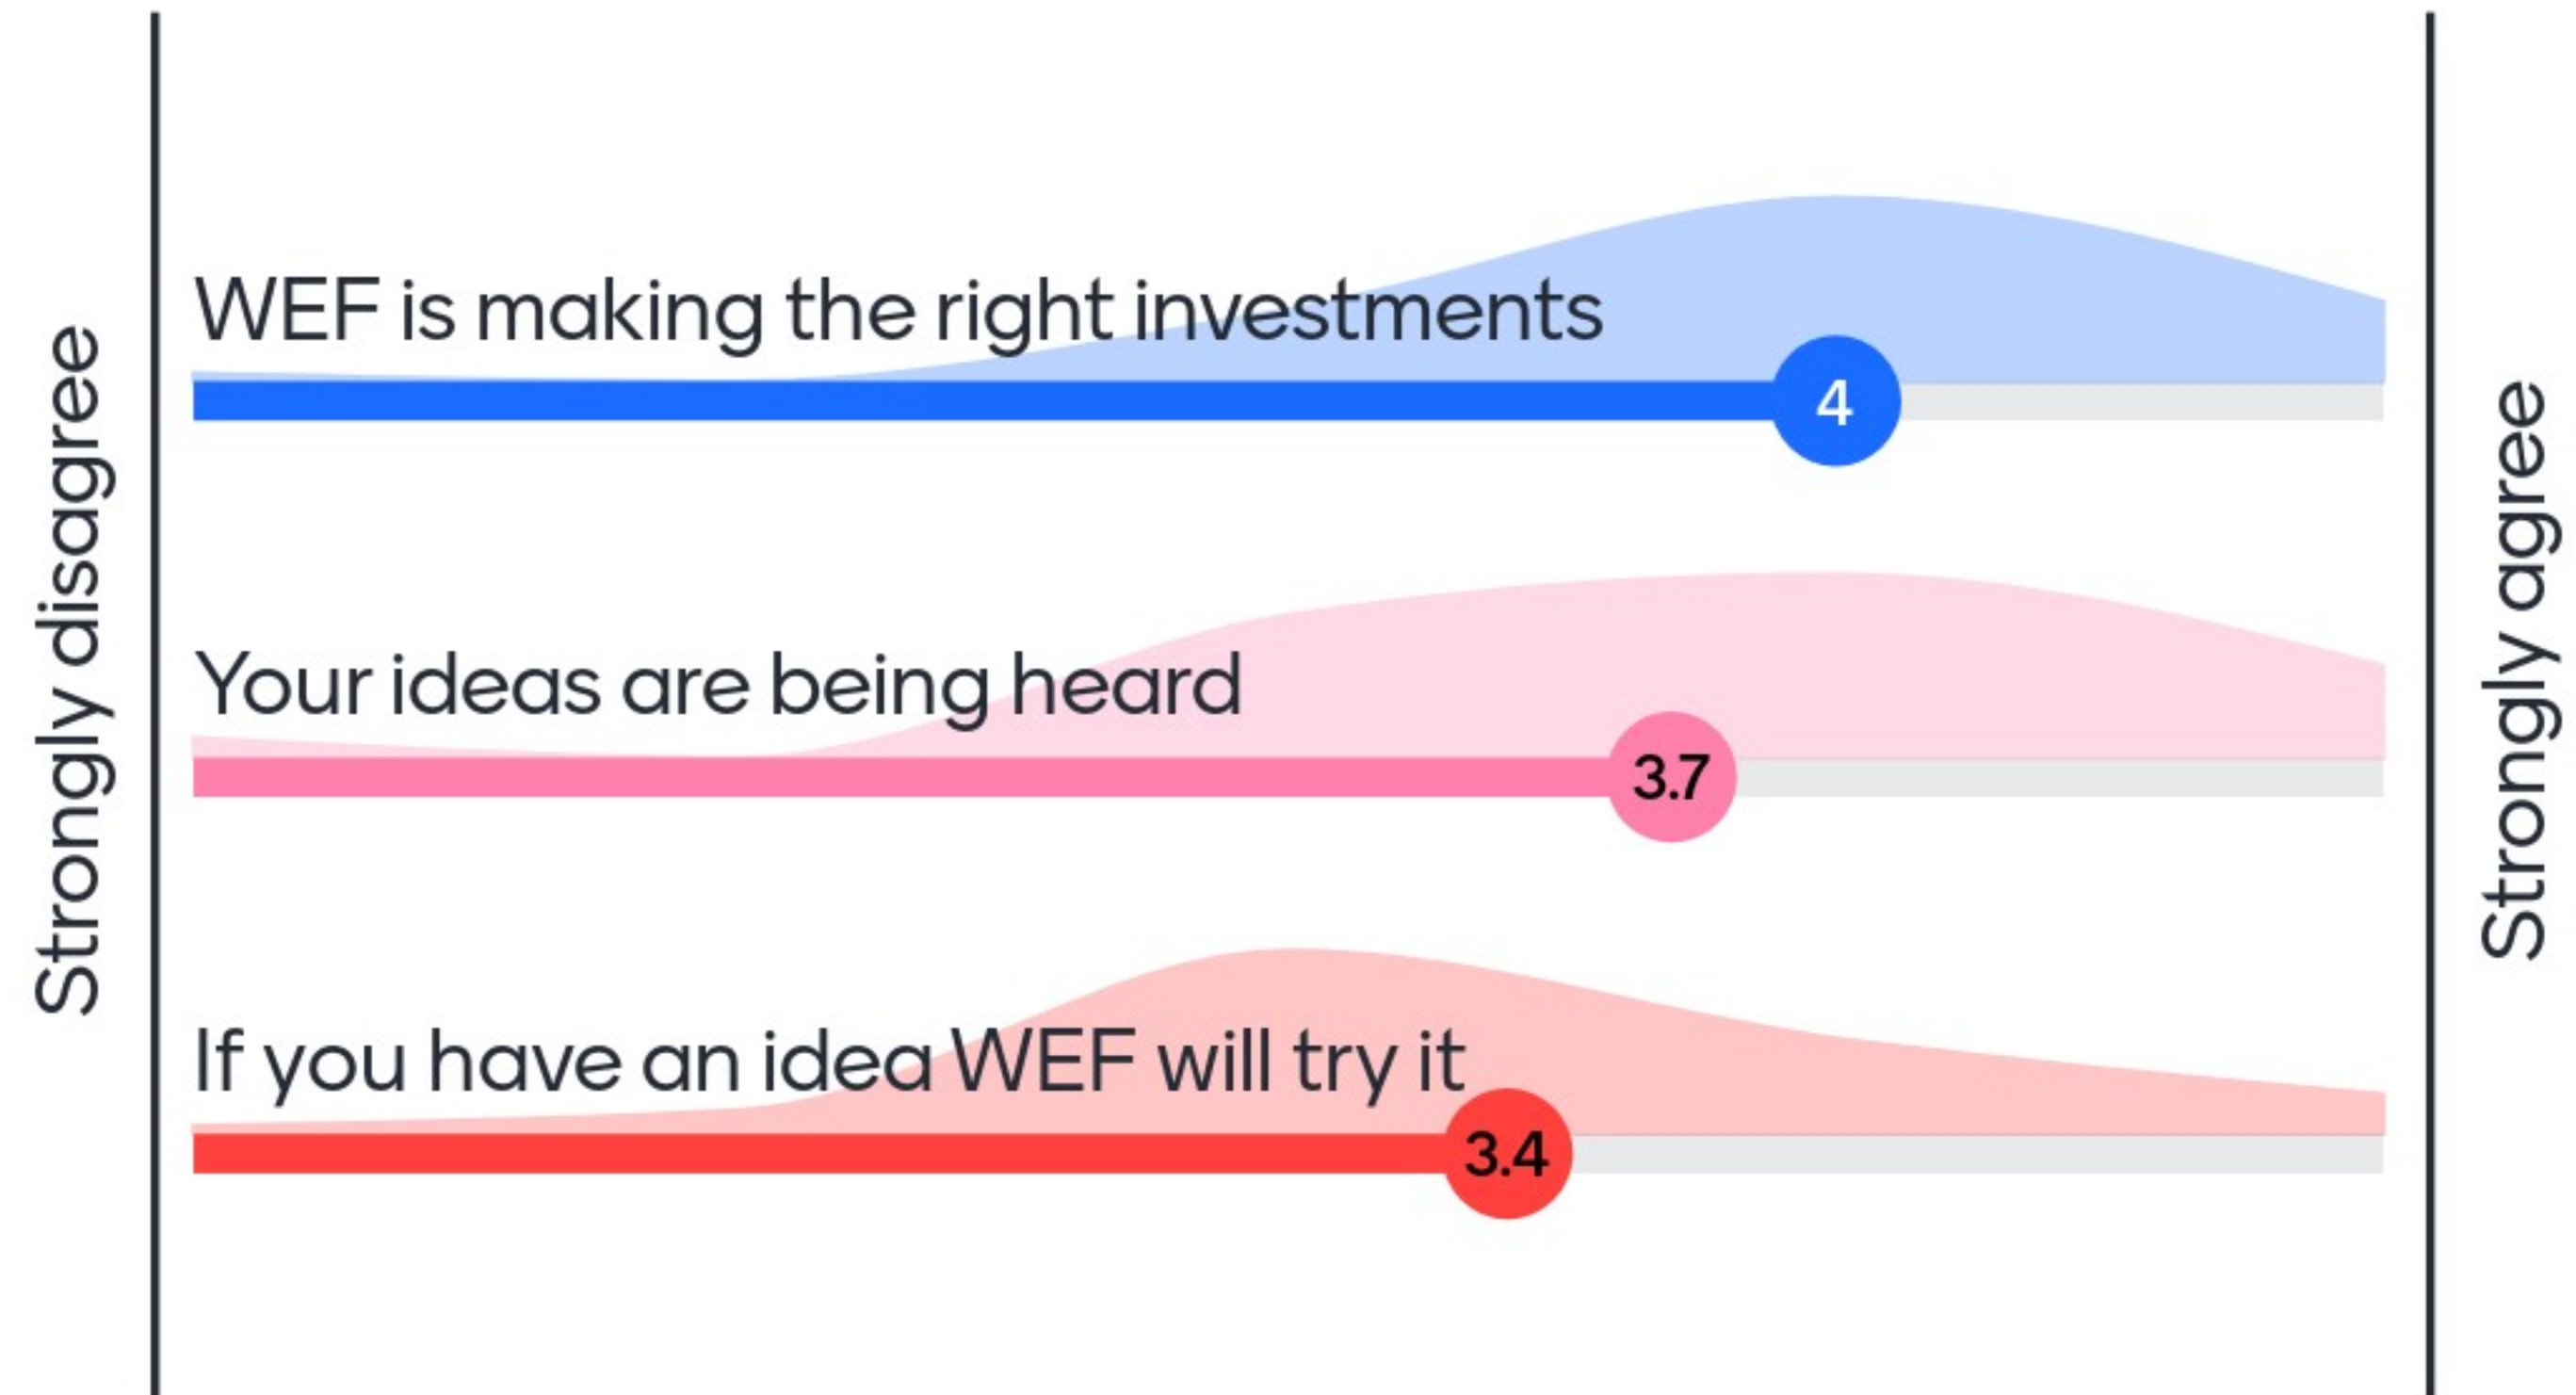 Strongly disagree
WEF is making the right investments
4
Your ideas are being heard
3.7
If you have an idea WEF will try it
3.4
Strongly agree